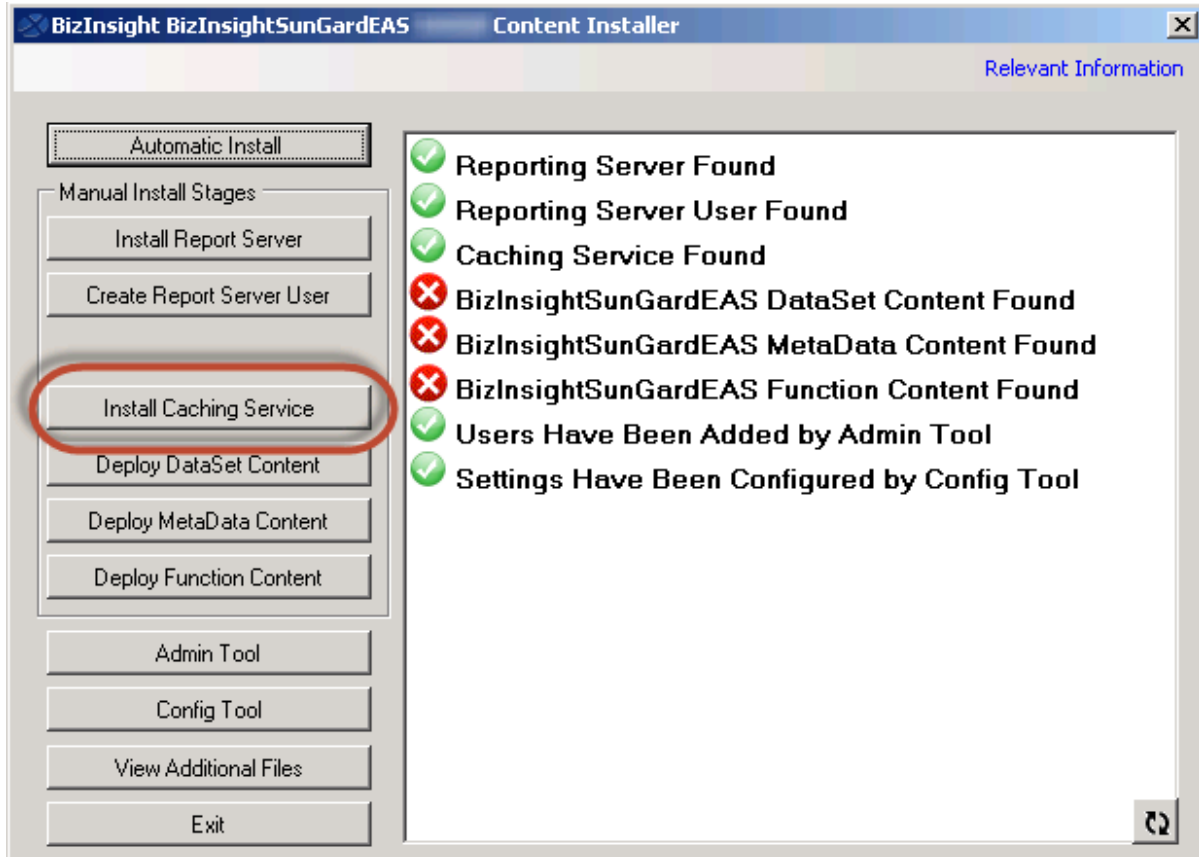 BizInsight BizInsightSunGardEAS Content Installer
Relevant Information
Automatic Install
Manual Install Stages
Install Report Server
Create Report Server User
Install Caching Service
Deploy DataSet Content
Deploy MetaData Content
Deploy Function Content
Admin Tool
Config Tool
View Additional Files
Exit
Reporting Server Found
Reporting Server User Found
Caching Service Found
BizInsightSunGardEAS DataSet Content Found
BizInsightSunGardEAS MetaData Content Found
BizInsightSunGardEAS Function Content Found
Users Have Been Added by Admin Tool
Settings Have Been Configured by Config Tool